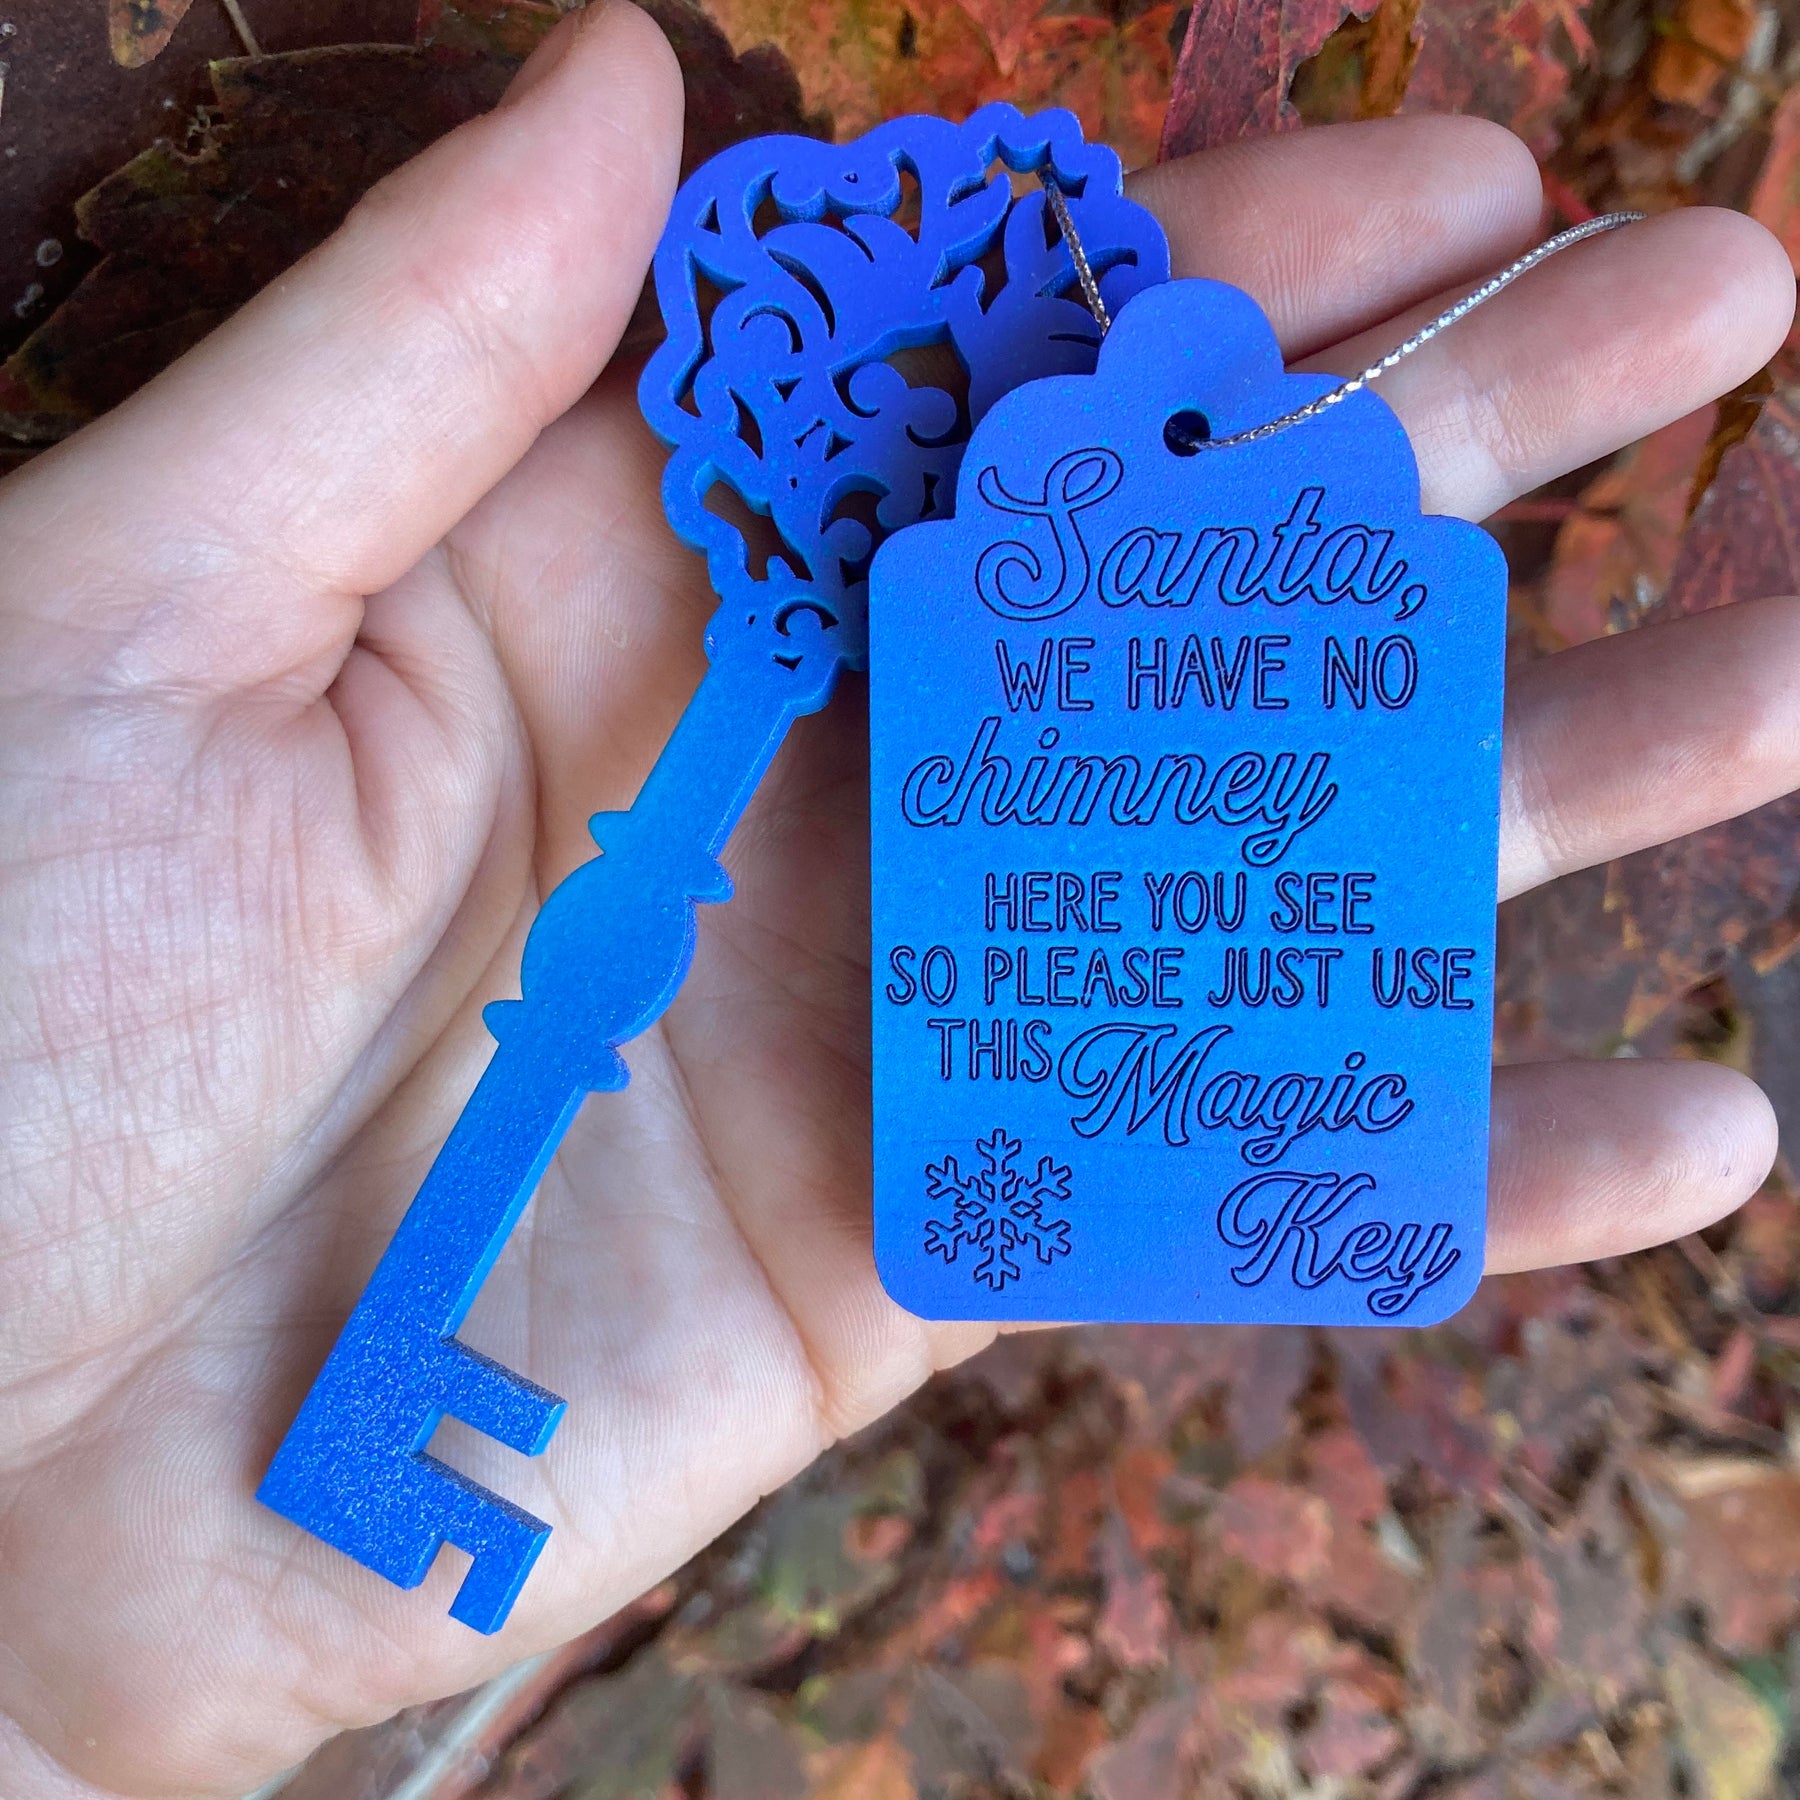 Santa,
WE HAVE NO
chimney
HERE YOU SEE
SO PLEASE JUST USE
THIS Magic
Key